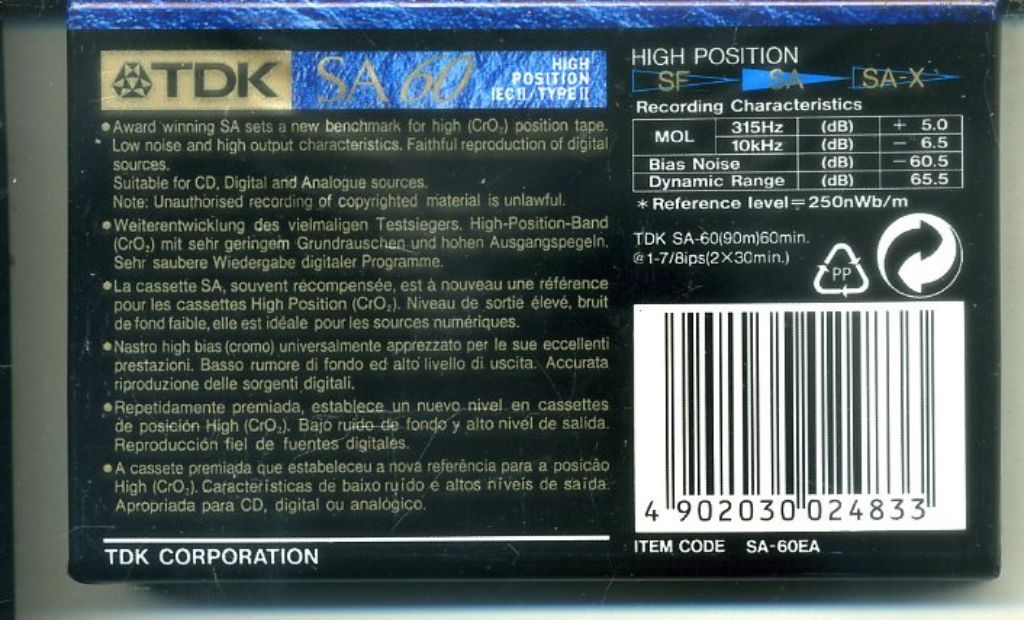 TDK SA 60 HIGH
POSITION
IEC II / TYPE II
● Award winning SA sets a new benchmark for high (CrO₂) position tape.
Low noise and high output characteristics. Faithful reproduction of digital
sources.
Suitable for CD, Digital and Analogue sources.
Note: Unauthorised recording of copyrighted material is unlawful.
● Weiterentwicklung des vielmaligen Testsiegers. High-Position-Band
(CrO₂) mit sehr geringem Grundrauschen und hohen Ausgangspegeln.
Sehr saubere Wiedergabe digitaler Programme.
● La cassette SA, souvent récompensée, est à nouveau une référence
pour les cassettes High Position (CrO₂). Niveau de sortie élevé, bruit
de fond faible, elle est idéale pour les sources numériques.
● Nastro high bias (cromo) universalmente apprezzato per le sue eccellenti
prestazioni. Basso rumore di fondo ed alto livello di uscita. Accurata
riproduzione delle sorgenti digitali.
● Repetidamente premiada, establece un nuevo nivel en cassettes
de posición High (CrO₂). Bajo ruido de fondo y alto nivel de salida.
Reproducción fiel de fuentes digitales.
● A cassete premiada que estabeleceu a nova referência para a posicão
High (CrO₂). Características de baixo ruído e altos níveis de saída.
Apropriada para CD, digital ou analógico.
TDK CORPORATION
HIGH POSITION
SF SA SA-X
Recording Characteristics
MOL 315Hz (dB) + 5.0
10kHz (dB) − 6.5
Bias Noise (dB) −60.5
Dynamic Range (dB) 65.5
* Reference level=250nWb/m
TDK SA-60(90m)60min.
@1-7/8ips(2×30min.)
PP
4 902030 024833
ITEM CODE SA-60EA